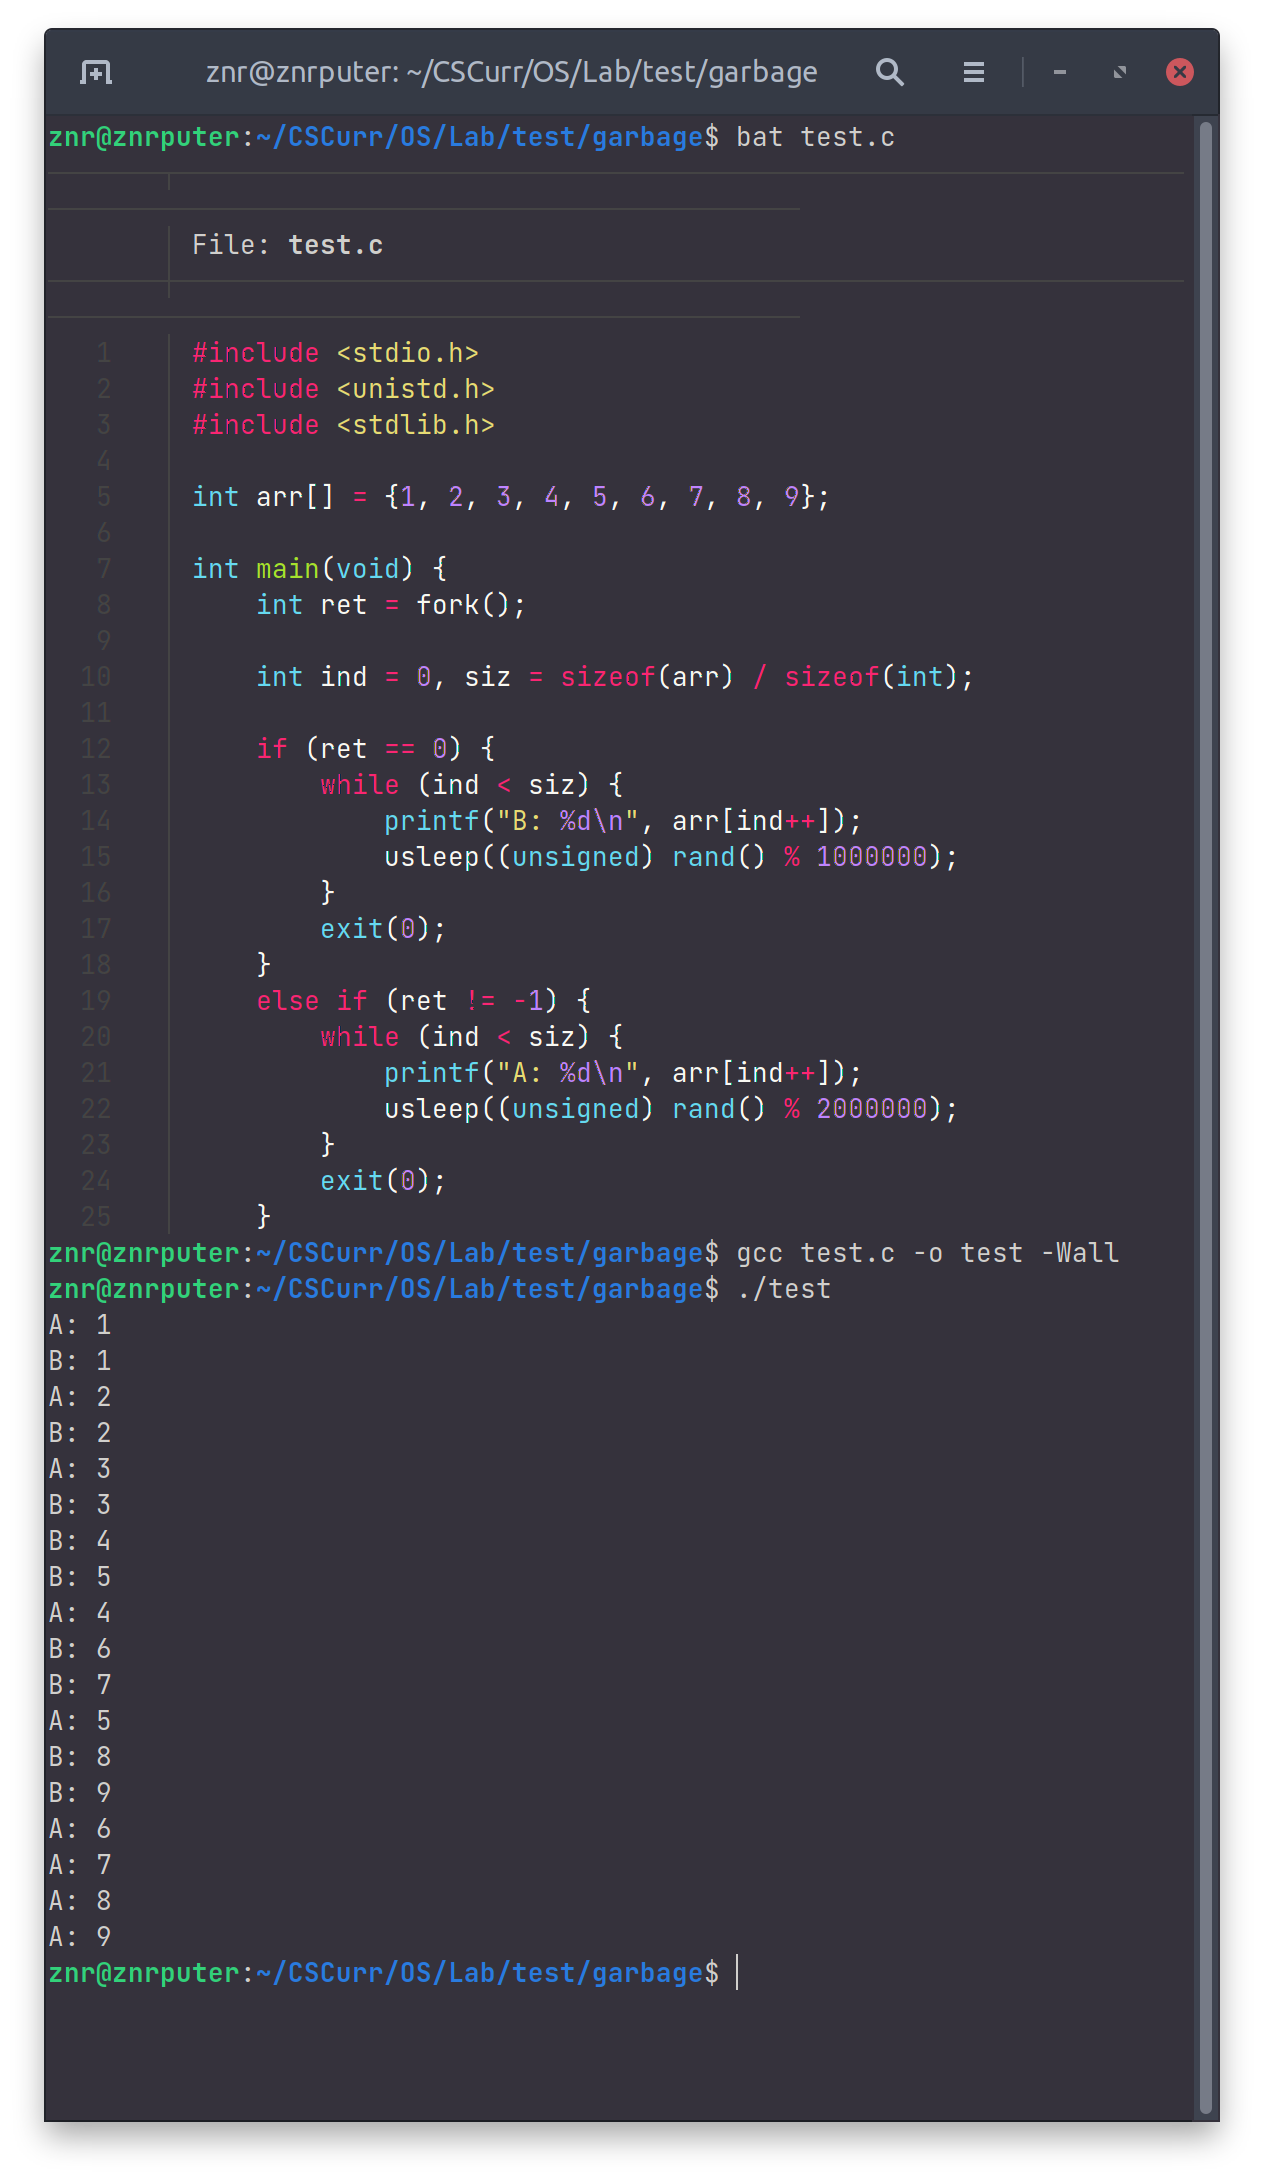 znr@znrputer: ~/CSCurr/OS/Lab/test/garbage
znr@znrputer:~/CSCurr/OS/Lab/test/garbage$ bat test.c
File: test.c
1 #include <stdio.h>
2 #include <unistd.h>
3 #include <stdlib.h>
4
5 int arr[] = {1, 2, 3, 4, 5, 6, 7, 8, 9};
6
7 int main(void) {
8     int ret = fork();
9
10     int ind = 0, siz = sizeof(arr) / sizeof(int);
11
12     if (ret == 0) {
13         while (ind < siz) {
14             printf("B: %d\n", arr[ind++]);
15             usleep((unsigned) rand() % 1000000);
16         }
17         exit(0);
18     }
19     else if (ret != -1) {
20         while (ind < siz) {
21             printf("A: %d\n", arr[ind++]);
22             usleep((unsigned) rand() % 2000000);
23         }
24         exit(0);
25     }
znr@znrputer:~/CSCurr/OS/Lab/test/garbage$ gcc test.c -o test -Wall
znr@znrputer:~/CSCurr/OS/Lab/test/garbage$ ./test
A: 1
B: 1
A: 2
B: 2
A: 3
B: 3
B: 4
B: 5
A: 4
B: 6
B: 7
A: 5
B: 8
B: 9
A: 6
A: 7
A: 8
A: 9
znr@znrputer:~/CSCurr/OS/Lab/test/garbage$